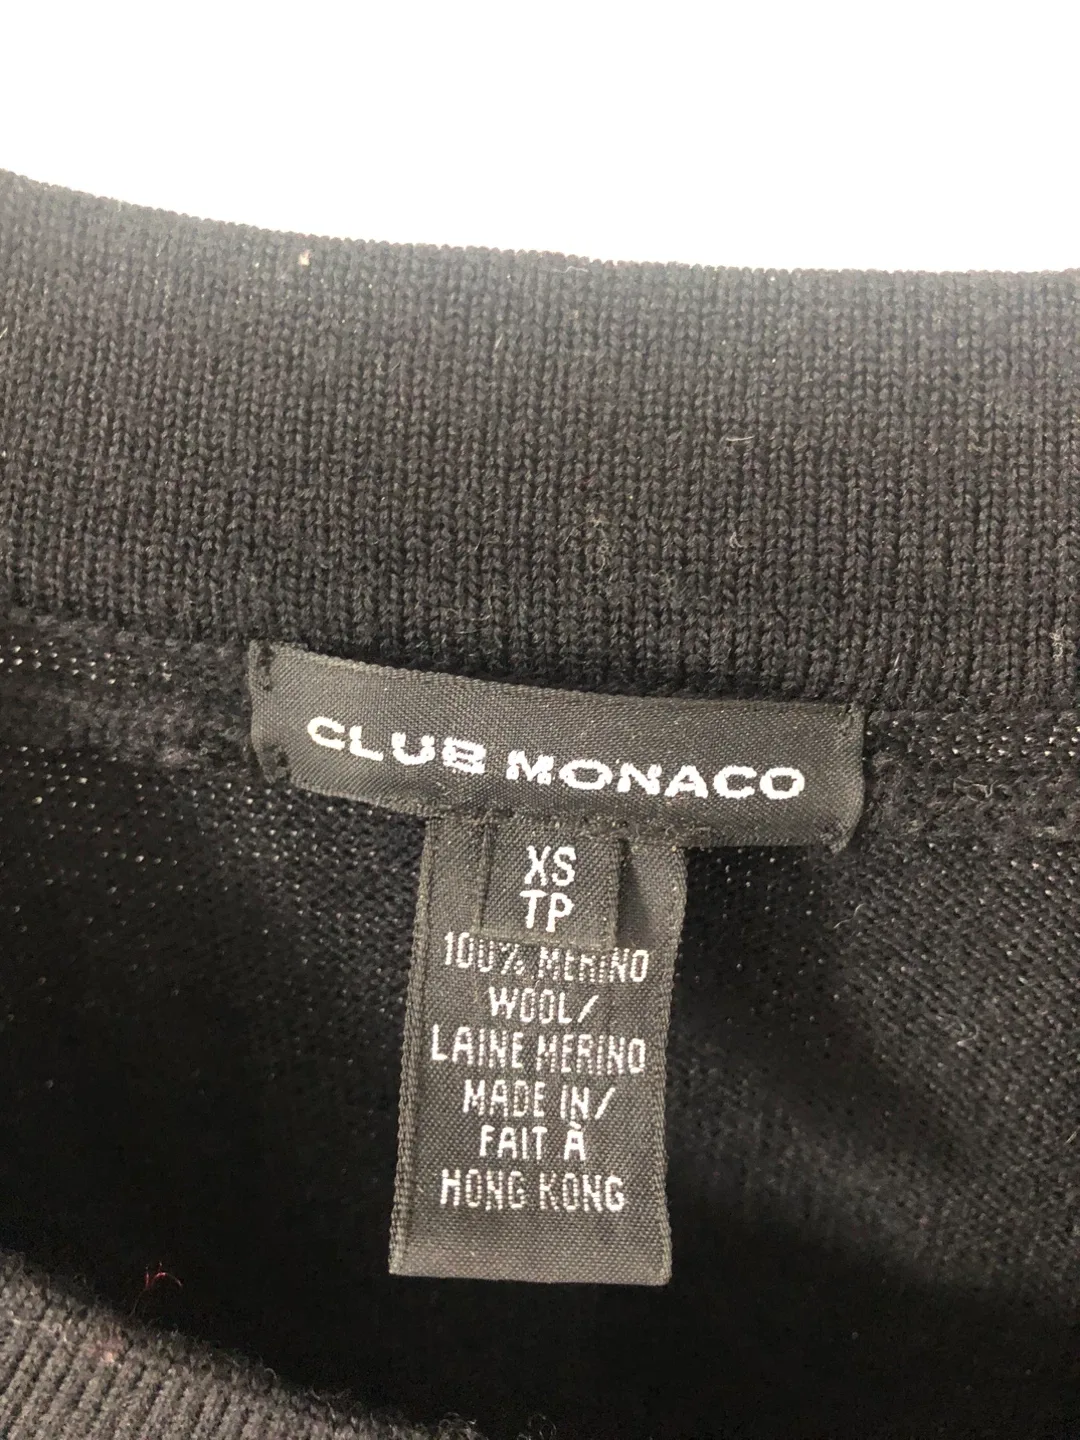 CLUB MONACO
XS
TP
100% MERINO
WOOL/
LAINE MERINO
MADE IN/
FAIT À
HONG KONG